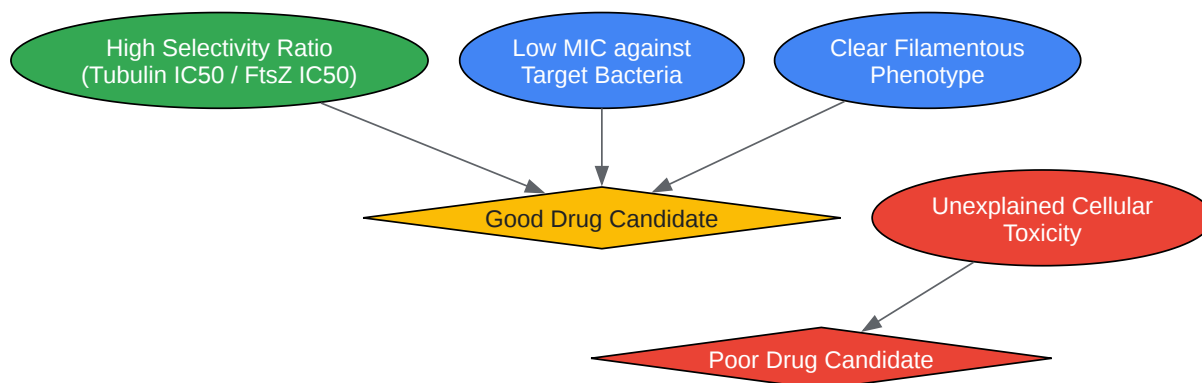 High Selectivity Ratio
(Tubulin IC50 / FtsZ IC50)
Low MIC against
Target Bacteria
Clear Filamentous
Phenotype
Good Drug Candidate
Unexplained Cellular
Toxicity
Poor Drug Candidate